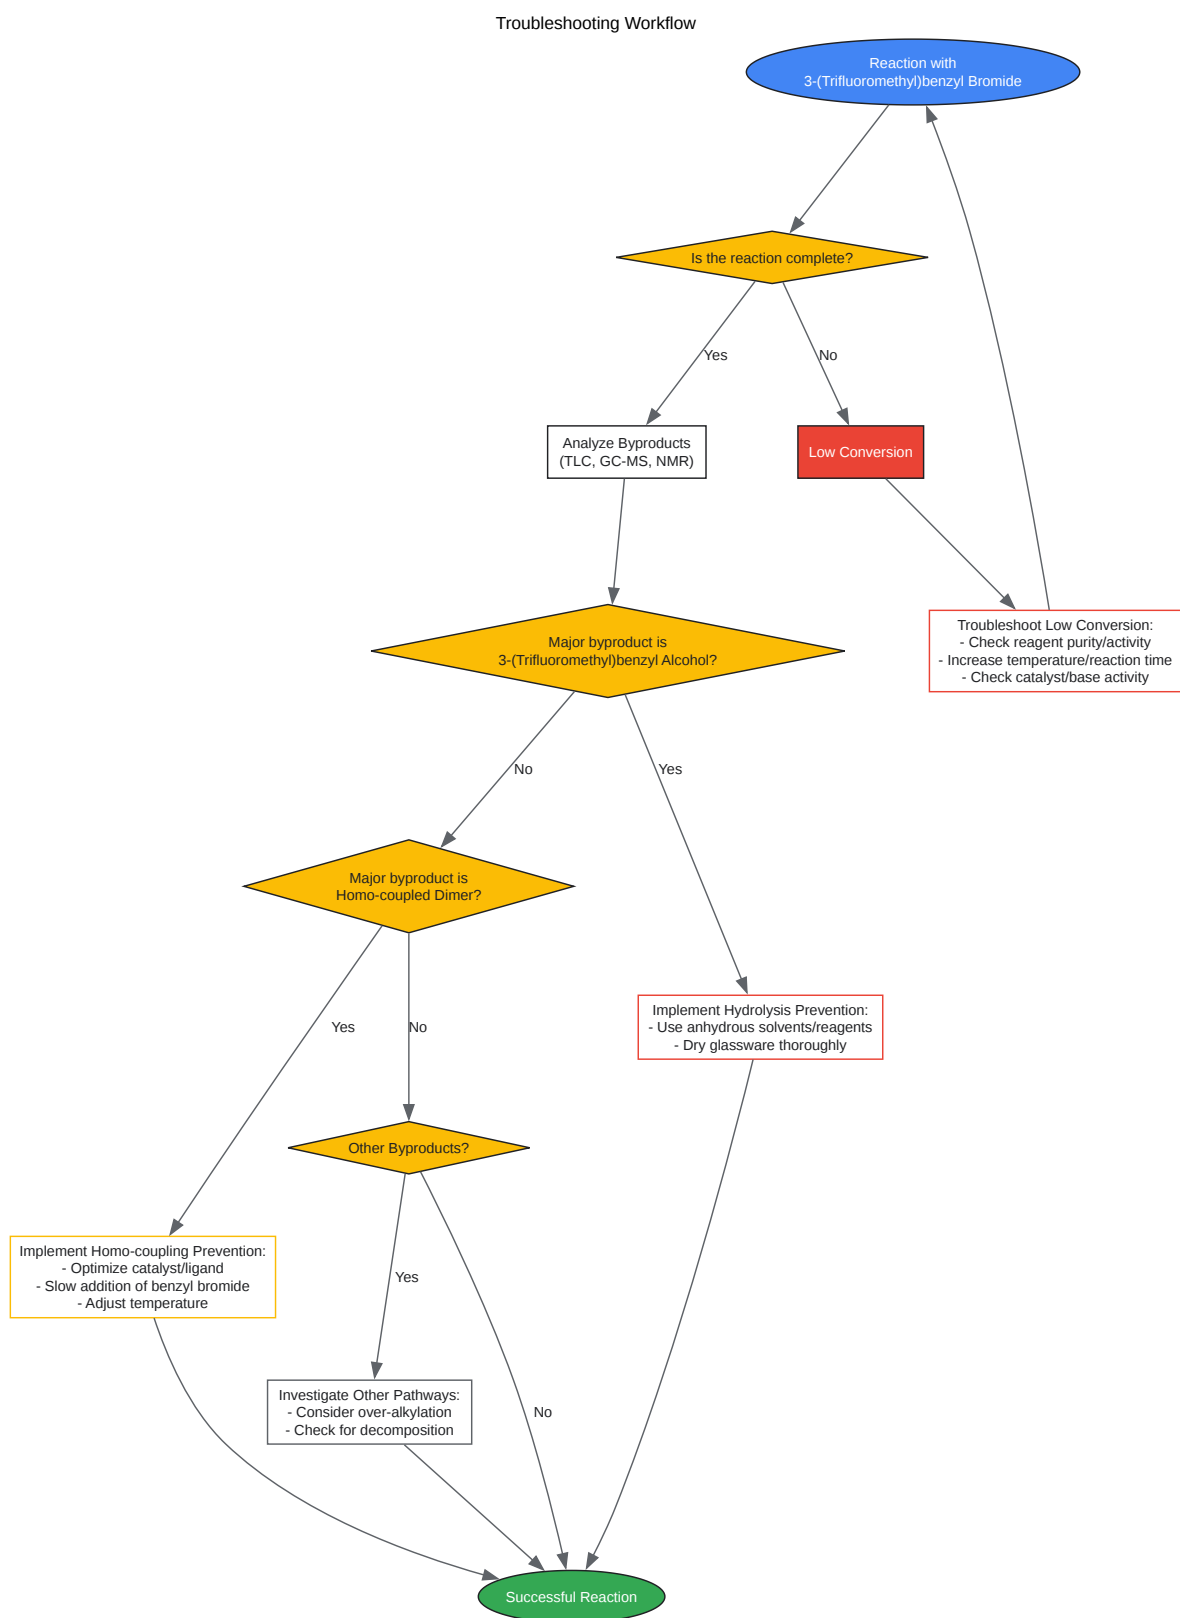 Troubleshooting Workflow
Reaction with
3-(Trifluoromethyl)benzyl Bromide
Is the reaction complete?
Yes
No
Analyze Byproducts
(TLC, GC-MS, NMR)
Low Conversion
Troubleshoot Low Conversion:
- Check reagent purity/activity
- Increase temperature/reaction time
- Check catalyst/base activity
Major byproduct is
3-(Trifluoromethyl)benzyl Alcohol?
No
Yes
Major byproduct is
Homo-coupled Dimer?
Implement Hydrolysis Prevention:
- Use anhydrous solvents/reagents
- Dry glassware thoroughly
Yes
No
Other Byproducts?
Implement Homo-coupling Prevention:
- Optimize catalyst/ligand
- Slow addition of benzyl bromide
- Adjust temperature
Yes
No
Investigate Other Pathways:
- Consider over-alkylation
- Check for decomposition
Successful Reaction